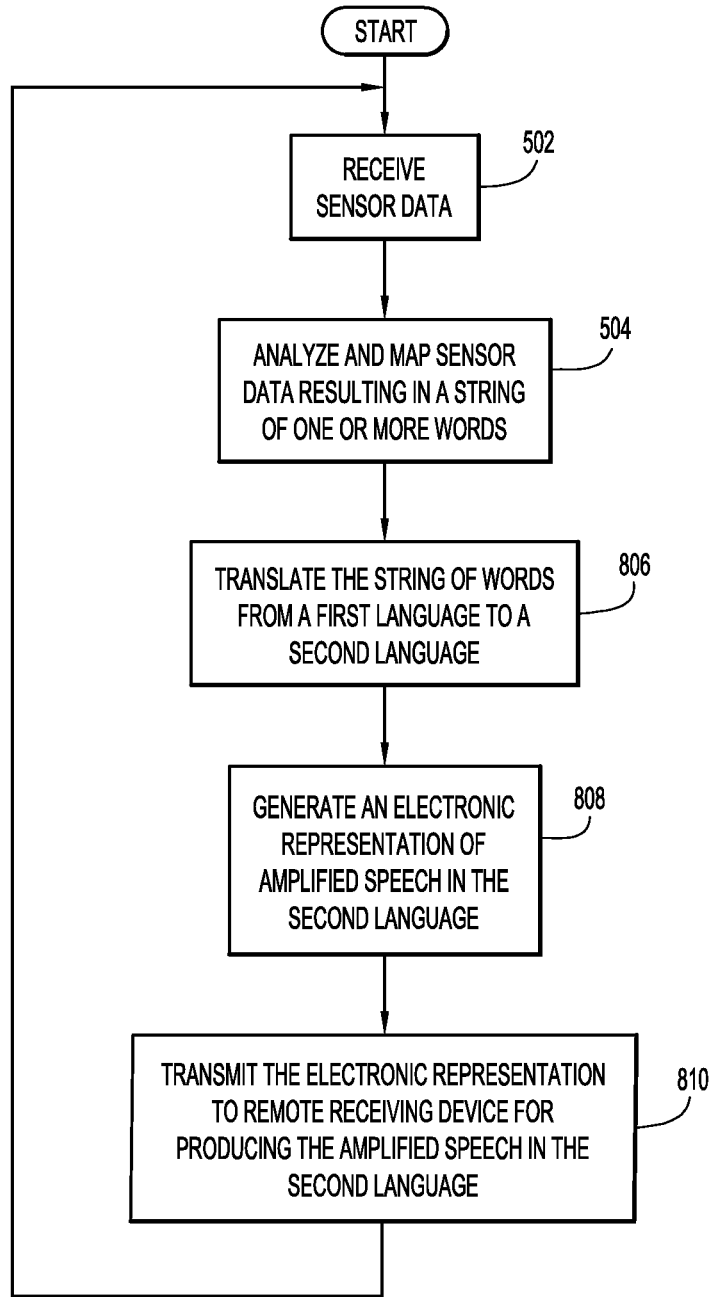 START
502
RECEIVE
SENSOR DATA
504
ANALYZE AND MAP SENSOR
DATA RESULTING IN A STRING
OF ONE OR MORE WORDS
806
TRANSLATE THE STRING OF WORDS
FROM A FIRST LANGUAGE TO A
SECOND LANGUAGE
808
GENERATE AN ELECTRONIC
REPRESENTATION OF
AMPLIFIED SPEECH IN THE
SECOND LANGUAGE
810
TRANSMIT THE ELECTRONIC REPRESENTATION
TO REMOTE RECEIVING DEVICE FOR
PRODUCING THE AMPLIFIED SPEECH IN THE
SECOND LANGUAGE